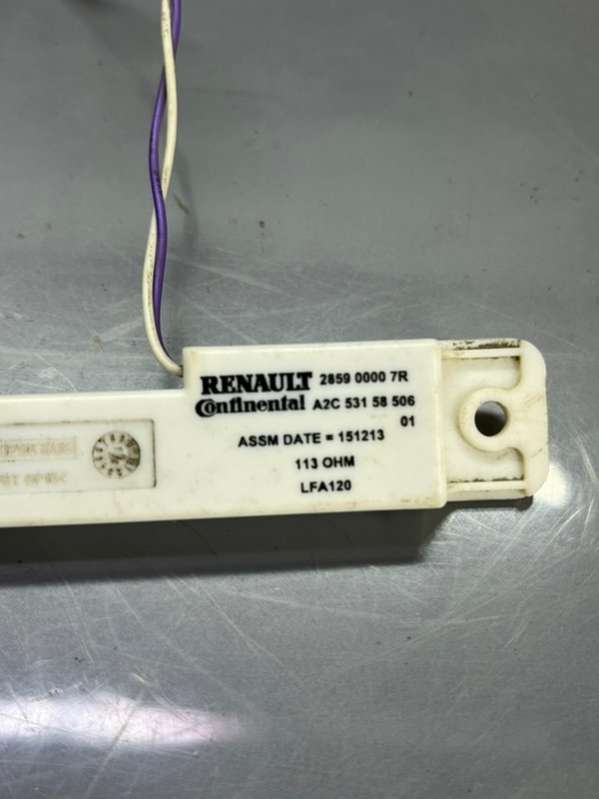 RENAULT 2859 0000 7R
Continental A2C 531 58 506
01
ASSM DATE = 151213
113 OHM
LFA120